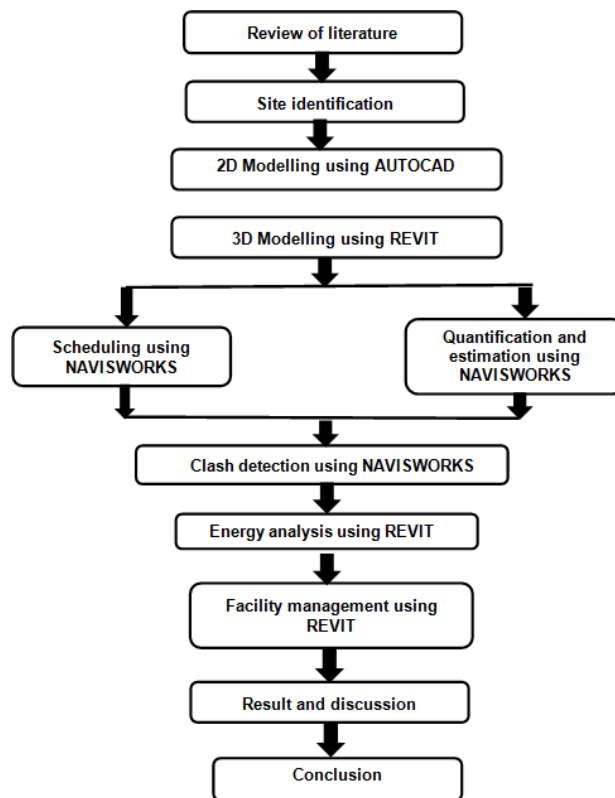 Review of literature
Site identification
2D Modelling using AUTOCAD
3D Modelling using REVIT
Scheduling using
NAVISWORKS
Quantification and
estimation using
NAVISWORKS
Clash detection using NAVISWORKS
Energy analysis using REVIT
Facility management using
REVIT
Result and discussion
Conclusion